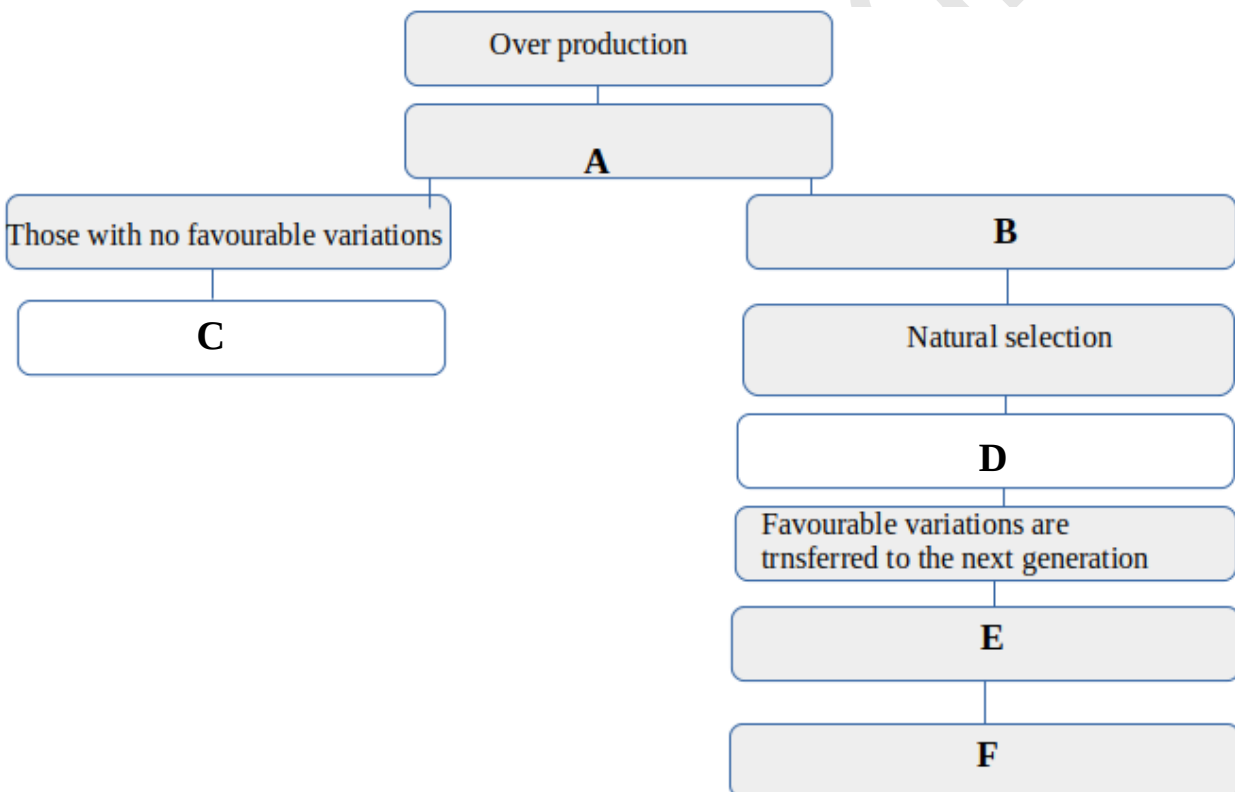 Over production
A
Those with no favourable variations
B
C
Natural selection
D
Favourable variations are
trnsferred to the next generation
E
F